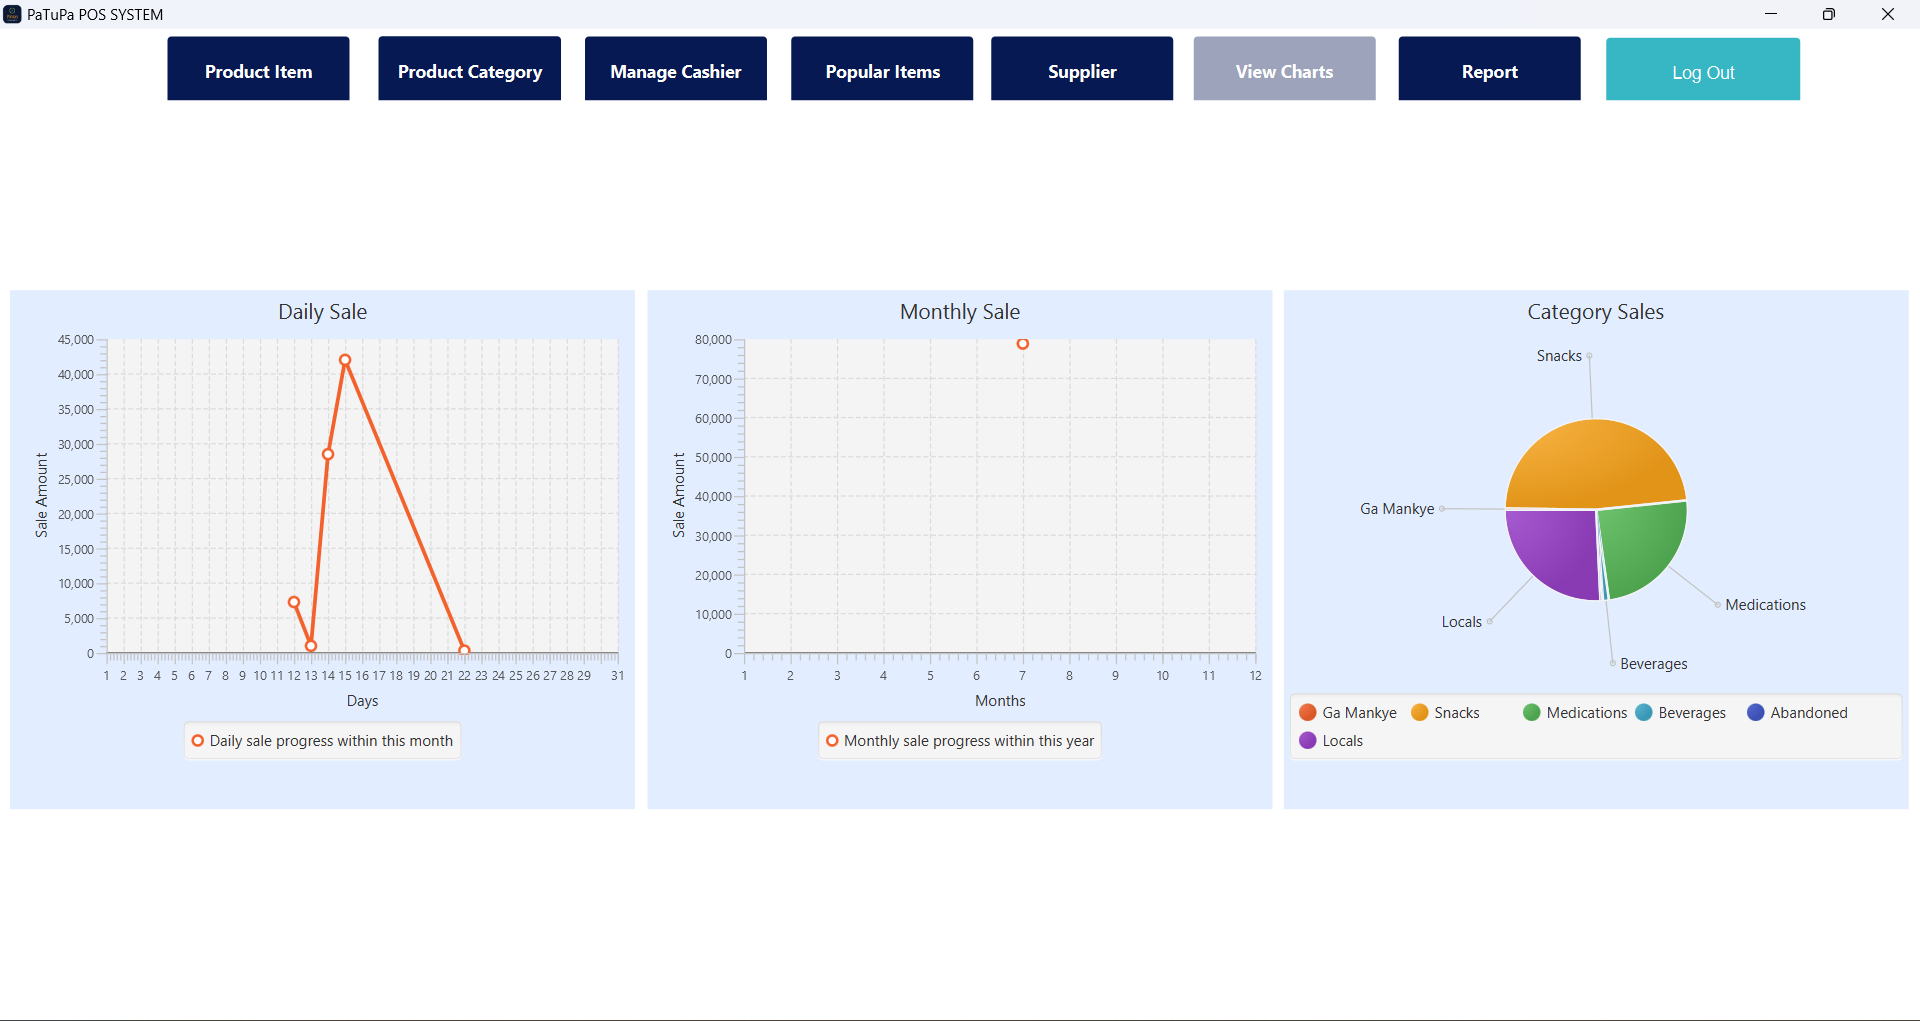 PaTuPa POS SYSTEM
Product Item
Product Category
Manage Cashier
Popular Items
Supplier
View Charts
Report
Log Out
Daily Sale
45,000
40,000
35,000
30,000
25,000
20,000
15,000
10,000
5,000
0
Sale Amount
1 2 3 4 5 6 7 8 9 10 11 12 13 14 15 16 17 18 19 20 21 22 23 24 25 26 27 28 29 31
Days
Daily sale progress within this month
Monthly Sale
80,000
70,000
60,000
50,000
40,000
30,000
20,000
10,000
0
Sale Amount
1 2 3 4 5 6 7 8 9 10 11 12
Months
Monthly sale progress within this year
Category Sales
Snacks
Ga Mankye
Medications
Locals
Beverages
Ga Mankye Snacks Medications Beverages Abandoned
Locals